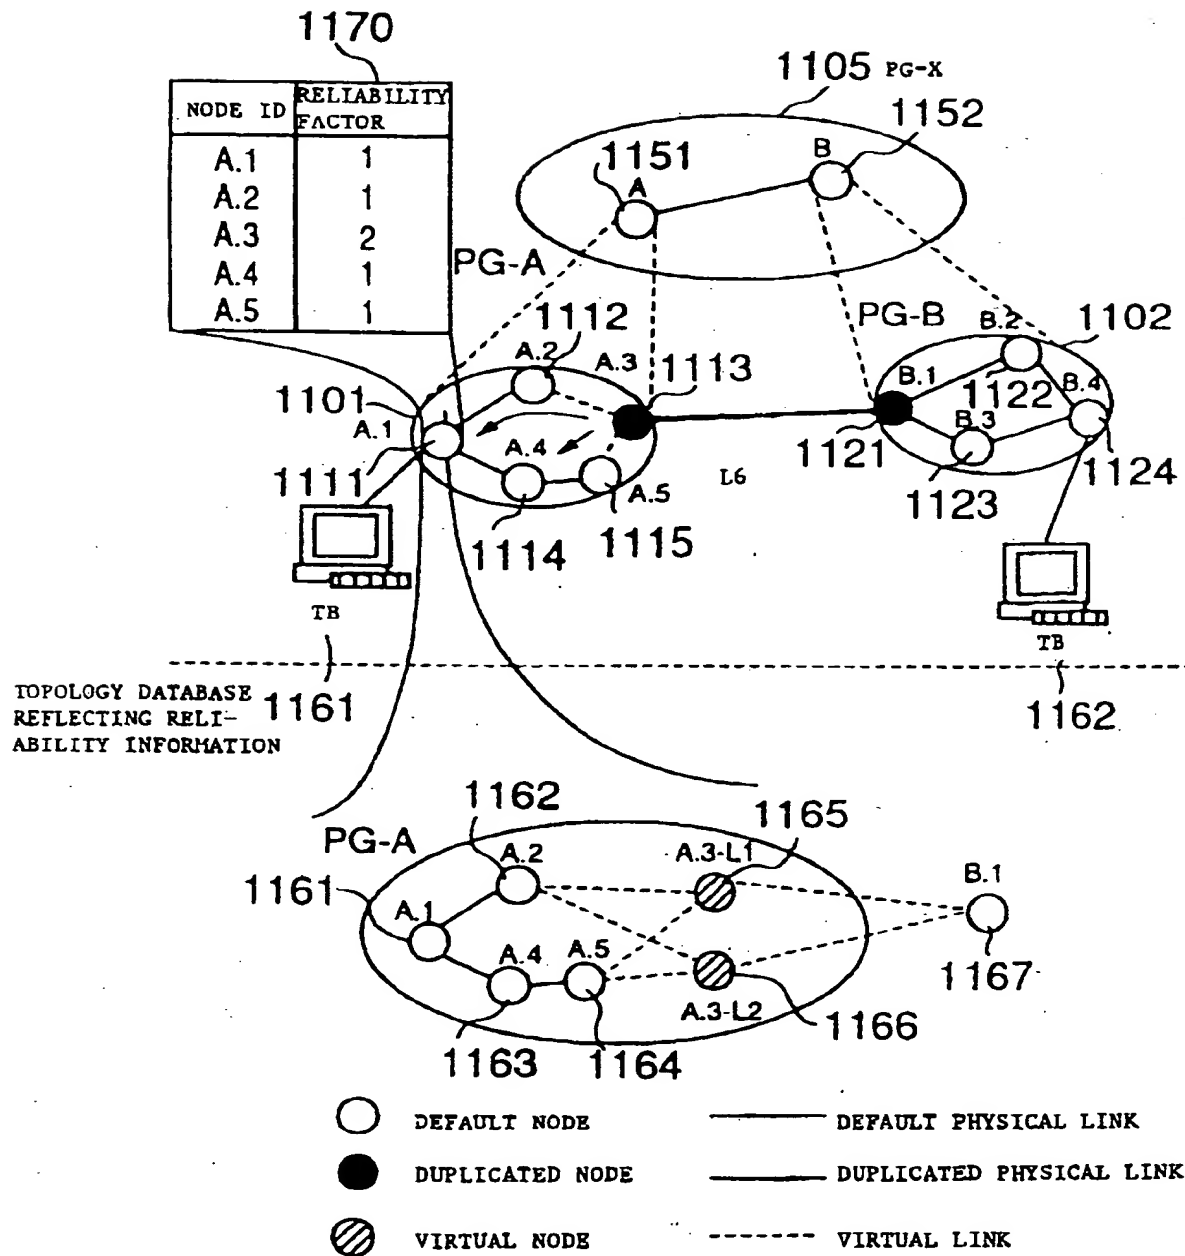 1170
NODE ID
RELIABILITY
FACTOR
A.1 1
A.2 1
A.3 2
A.4 1
A.5 1
1105 PG-X
1152
B
1151
A
PG-A
PG-B
1112
A.2
A.3
1113
1101
A.1
1111
A.4
A.5
1114
1115
L6
B.2
1102
B.1
1122
B.4
B.3
1121
1123
1124
TB
TB
1161
1162
TOPOLOGY DATABASE
REFLECTING RELI-
ABILITY INFORMATION
1162
1165
PG-A
A.2
A.3-L1
B.1
1161
A.1
A.4
A.5
1167
A.3-L2
1166
1163
1164
DEFAULT NODE
DEFAULT PHYSICAL LINK
DUPLICATED NODE
DUPLICATED PHYSICAL LINK
VIRTUAL NODE
VIRTUAL LINK